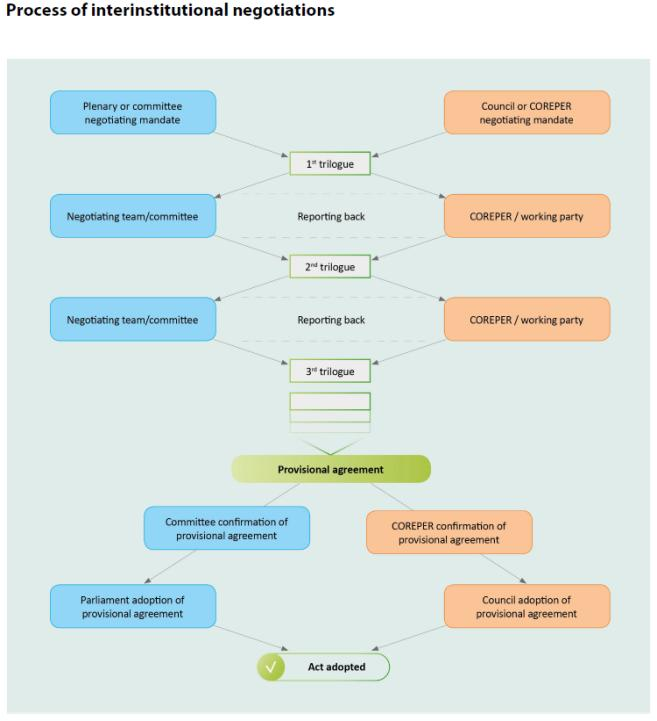 Process of interinstitutional negotiations
Plenary or committee
negotiating mandate
Council or COREPER
negotiating mandate
1st trilogue
Negotiating team/committee
Reporting back
COREPER / working party
2nd trilogue
Negotiating team/committee
Reporting back
COREPER / working party
3rd trilogue
Provisional agreement
Committee confirmation of
provisional agreement
COREPER confirmation of
provisional agreement
Parliament adoption of
provisional agreement
Council adoption of
provisional agreement
Act adopted